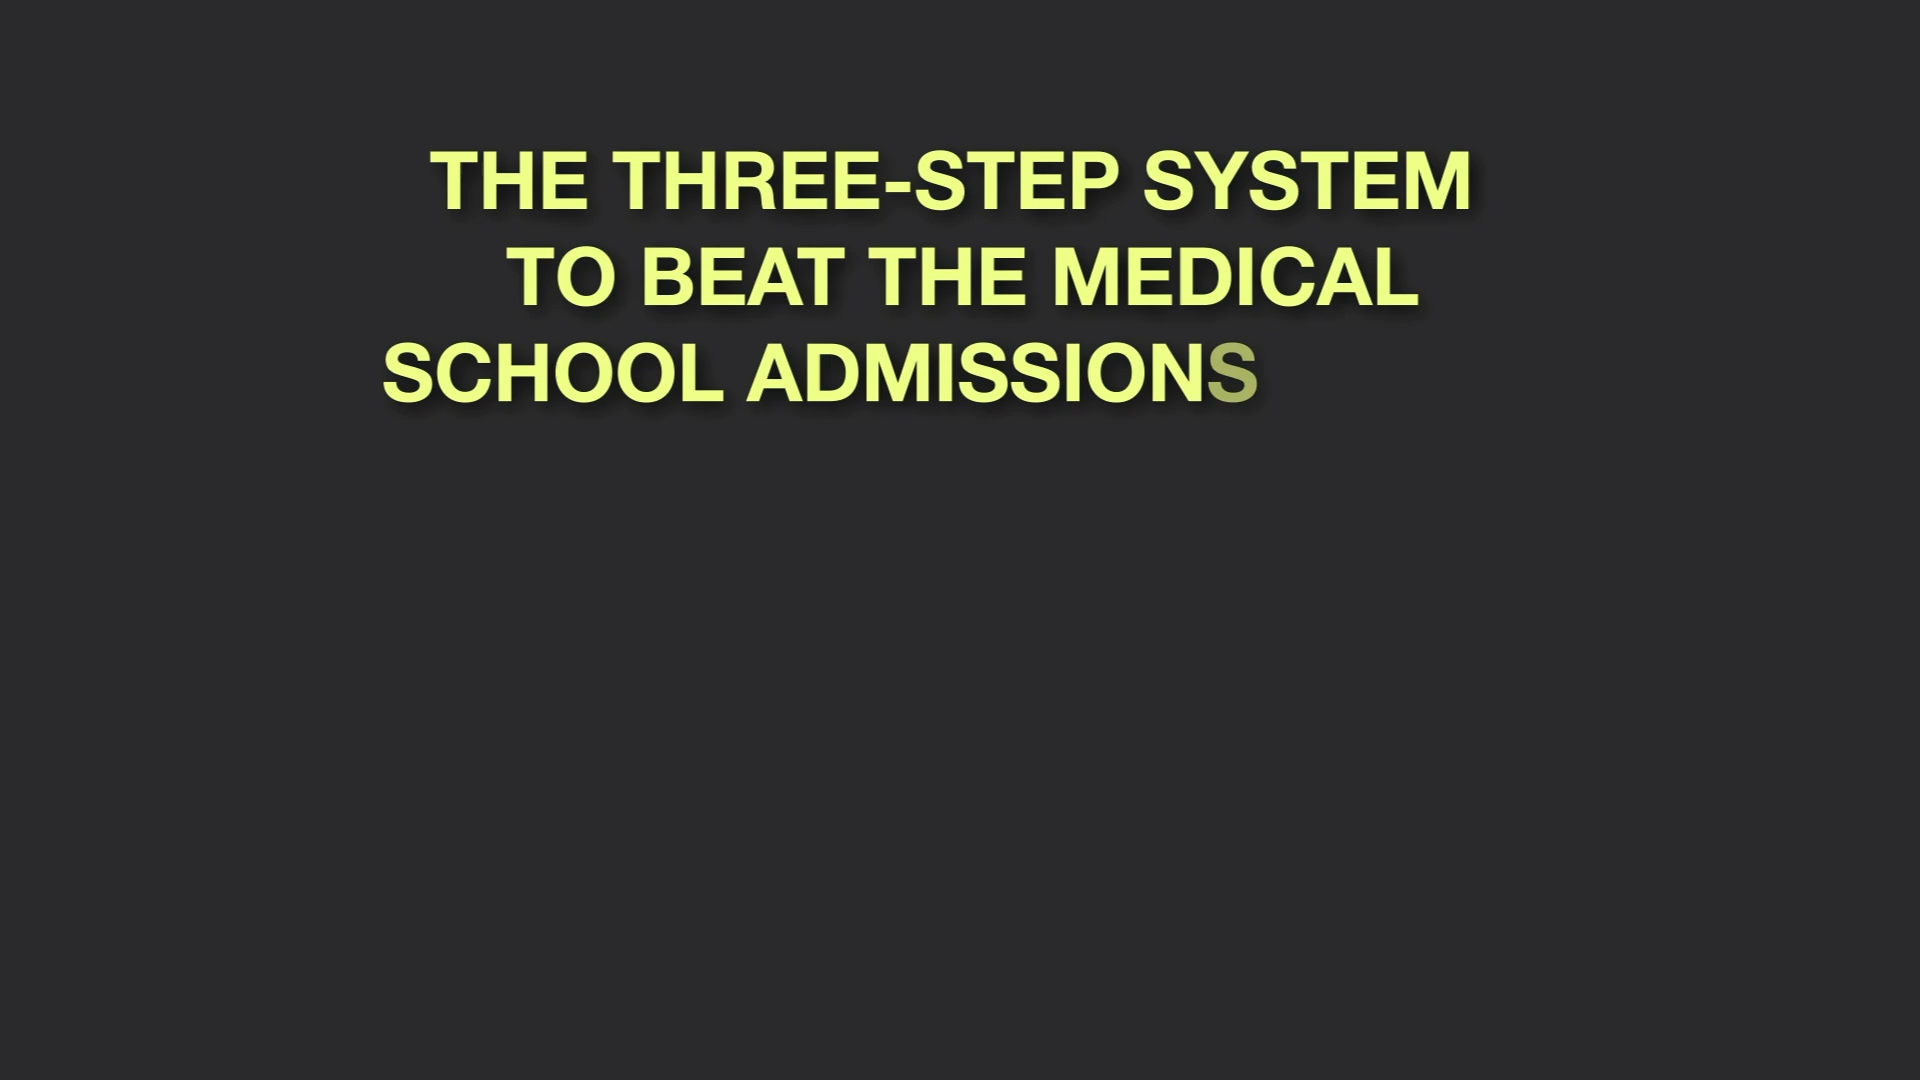 THE THREE-STEP SYSTEM
TO BEAT THE MEDICAL
SCHOOL ADMISSIONS